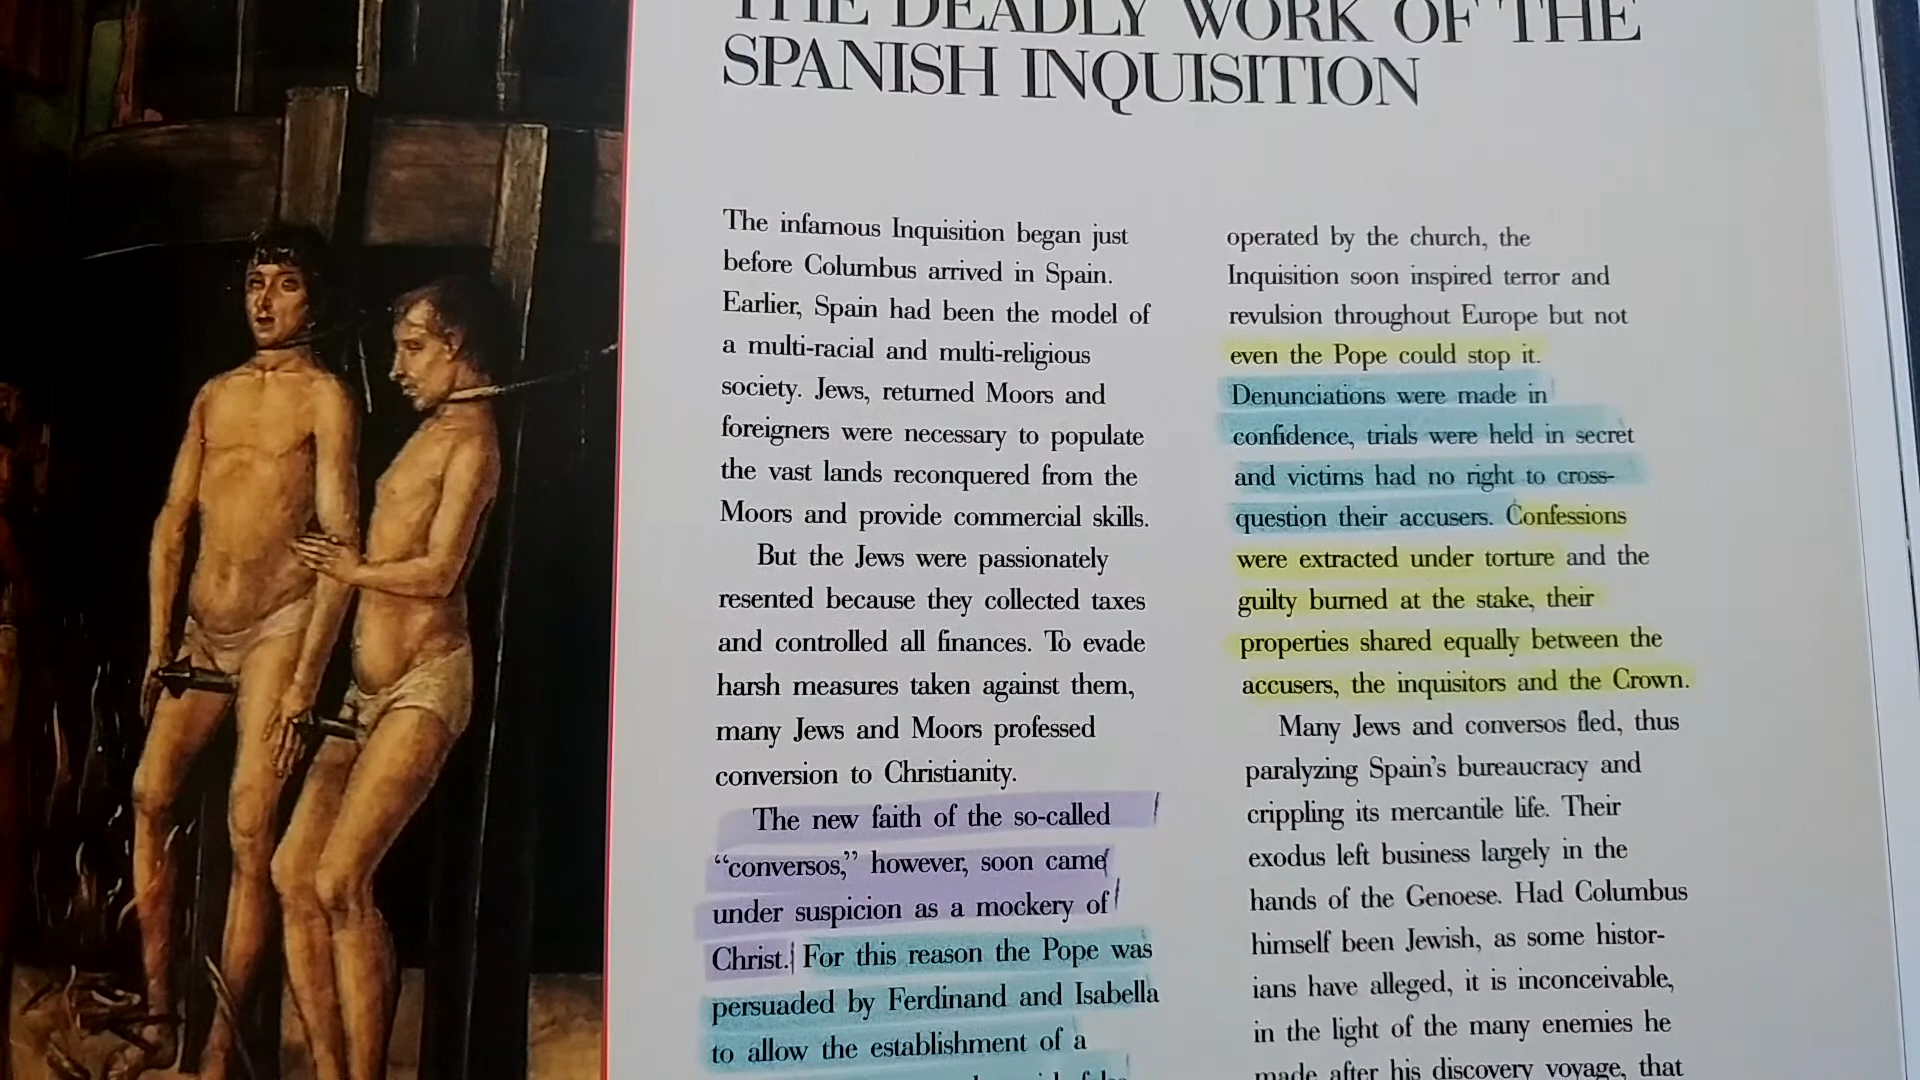 THE DEADLY WORK OF THE
SPANISH INQUISITION
The infamous Inquisition began just
before Columbus arrived in Spain.
Earlier, Spain had been the model of
a multi-racial and multi-religious
society. Jews, returned Moors and
foreigners were necessary to populate
the vast lands reconquered from the
Moors and provide commercial skills.
But the Jews were passionately
resented because they collected taxes
and controlled all finances. To evade
harsh measures taken against them,
many Jews and Moors professed
conversion to Christianity.
The new faith of the so-called
“conversos,” however, soon came
under suspicion as a mockery of
Christ. For this reason the Pope was
persuaded by Ferdinand and Isabella
to allow the establishment of a
operated by the church, the
Inquisition soon inspired terror and
revulsion throughout Europe but not
even the Pope could stop it.
Denunciations were made in
confidence, trials were held in secret
and victims had no right to cross-
question their accusers. Confessions
were extracted under torture and the
guilty burned at the stake, their
properties shared equally between the
accusers, the inquisitors and the Crown.
Many Jews and conversos fled, thus
paralyzing Spain’s bureaucracy and
crippling its mercantile life. Their
exodus left business largely in the
hands of the Genoese. Had Columbus
himself been Jewish, as some histor-
ians have alleged, it is inconceivable,
in the light of the many enemies he
made after his discovery voyage, that